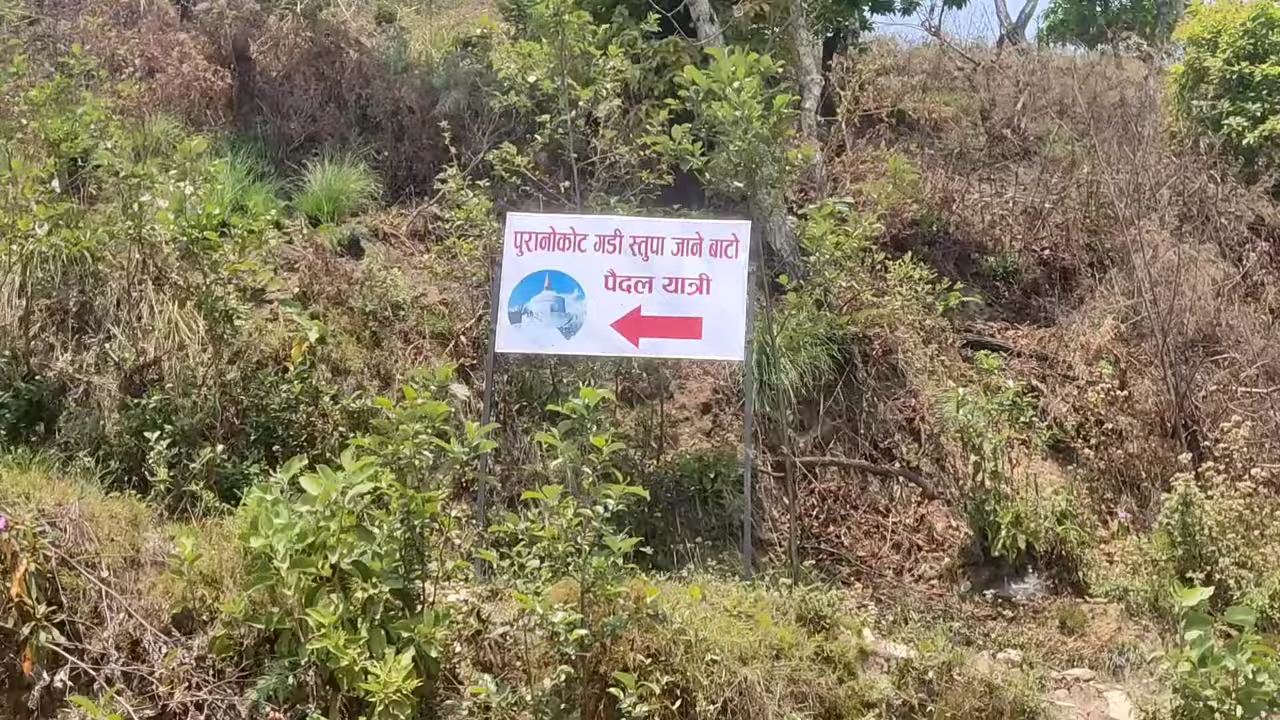 पुरानोकोट गडी स्तुपा जाने बाटो
पैदल यात्री